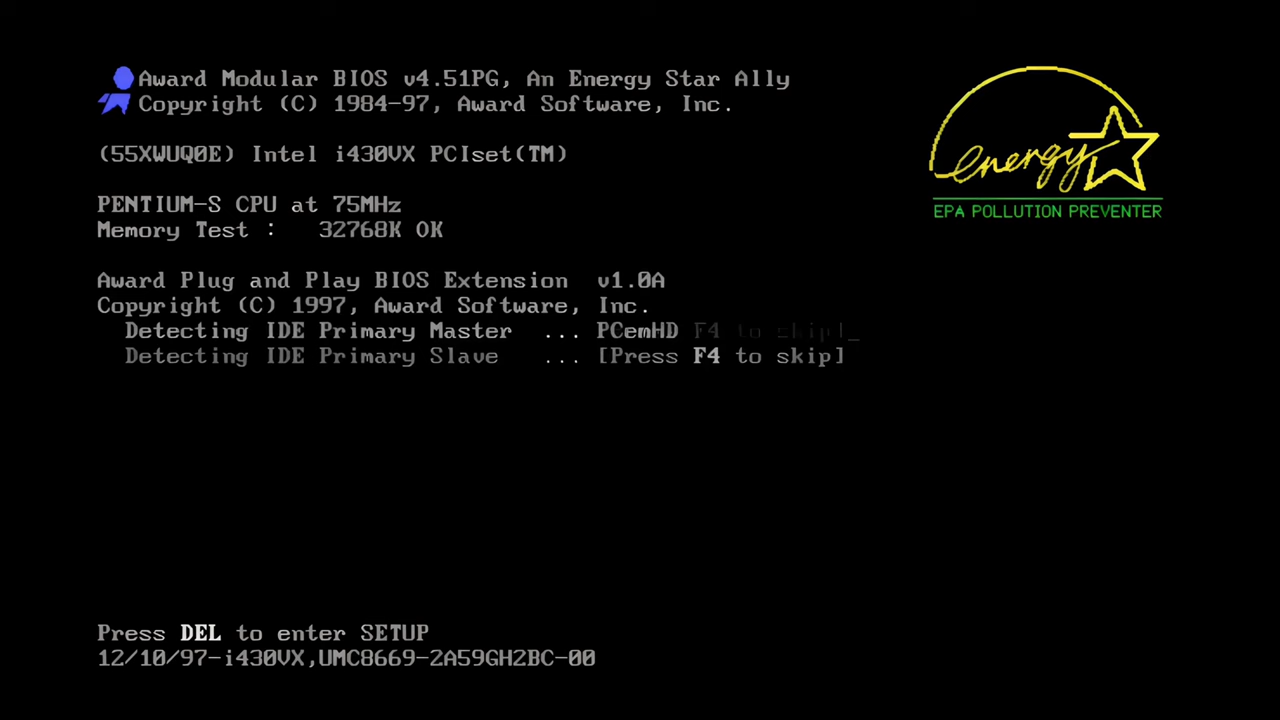 Award Modular BIOS v4.51PG, An Energy Star Ally
Copyright (C) 1984-97, Award Software, Inc.
energy
EPA POLLUTION PREVENTER
(55XWUQ0E) Intel i430VX PCIset(TM)
PENTIUM-S CPU at 75MHz
Memory Test :   32768K OK
Award Plug and Play BIOS Extension  v1.0A
Copyright (C) 1997, Award Software, Inc.
Detecting IDE Primary Master  ... PCemHD F4 to skip]_
Detecting IDE Primary Slave   ... [Press F4 to skip]
Press DEL to enter SETUP
12/10/97-i430VX,UMC8669-2A59GH2BC-00